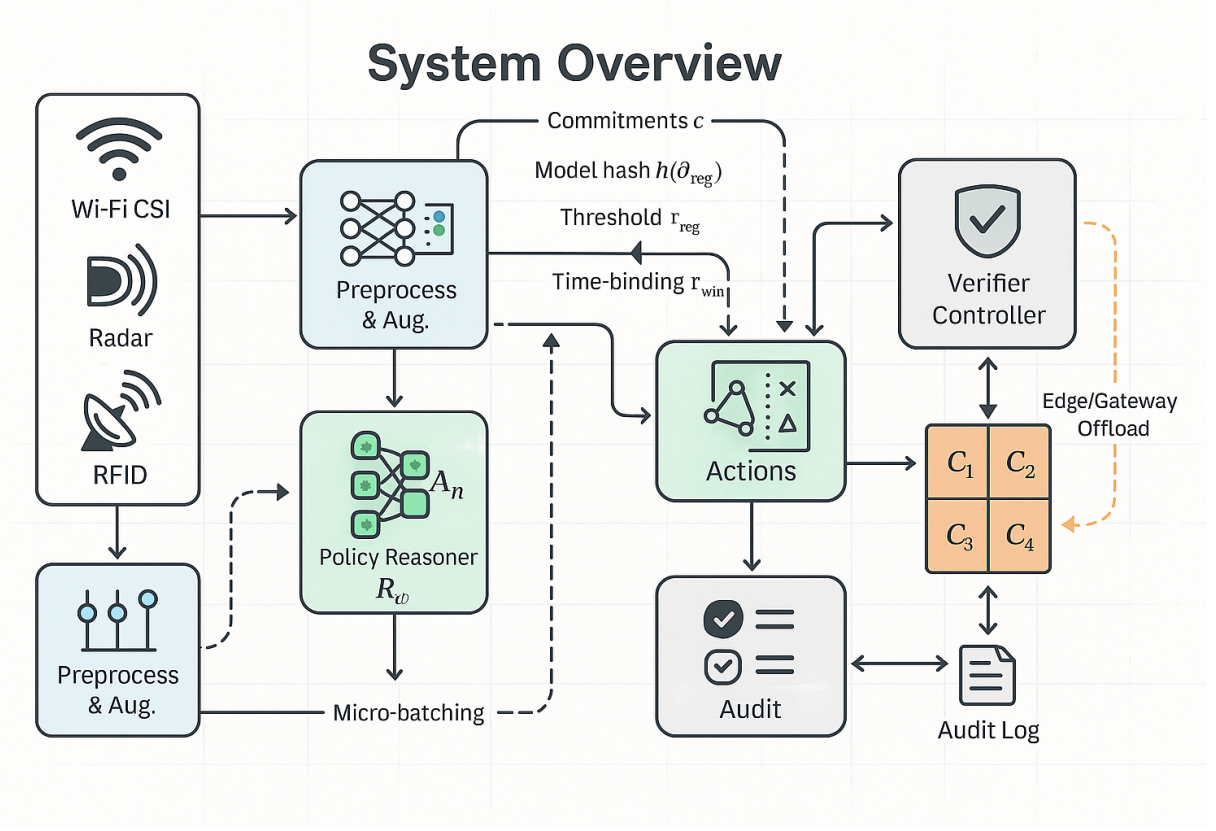 System Overview
Commitments c
Model hash h(∂reg)
Threshold rreg
Time-binding rwin
Wi-Fi CSI
Radar
RFID
Preprocess
& Aug.
Preprocess
& Aug.
Policy Reasoner
An
Micro-batching
Actions
Audit
Verifier
Controller
Edge/Gateway
Offload
C1
C2
C3
C4
Audit Log